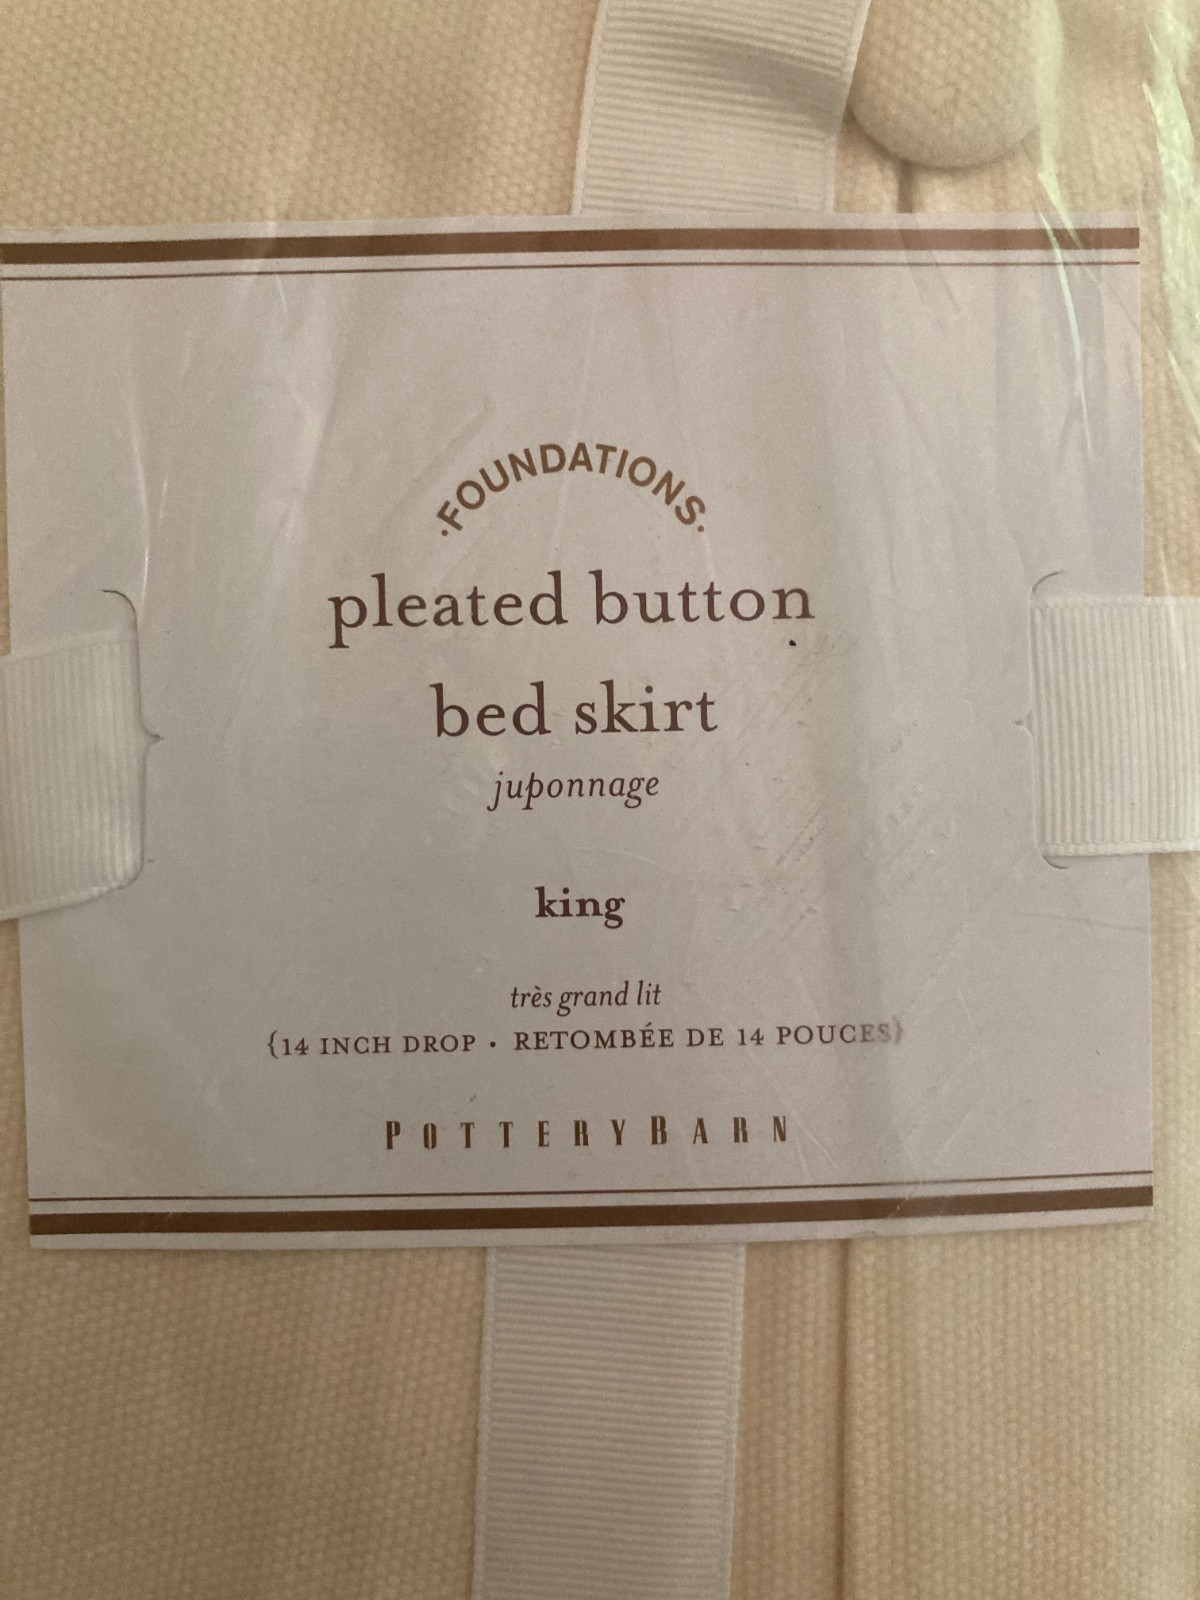 ·FOUNDATIONS·
pleated button
bed skirt
juponnage
king
très grand lit
{14 INCH DROP • RETOMBÉE DE 14 POUCES}
POTTERYBARN